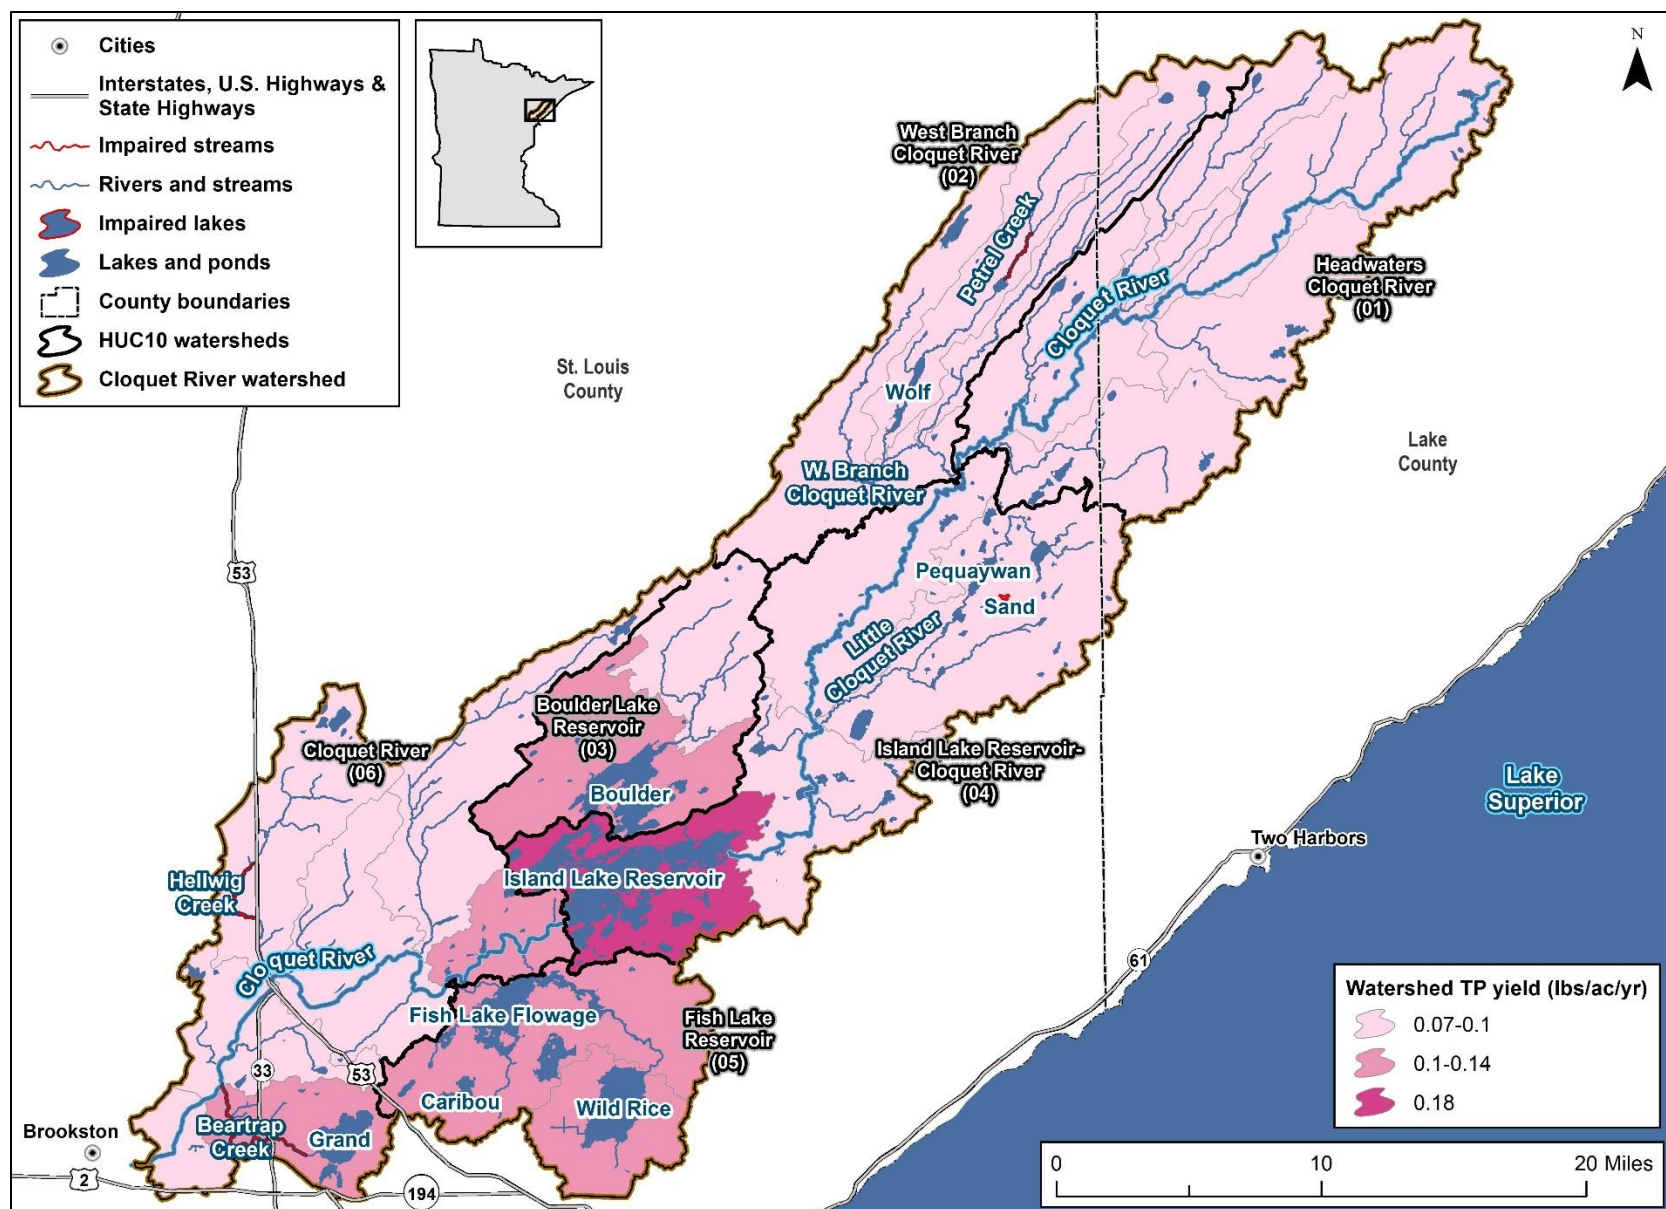 Cities
Interstates, U.S. Highways &
State Highways
Impaired streams
Rivers and streams
Impaired lakes
Lakes and ponds
County boundaries
HUC10 watersheds
Cloquet River watershed
N
West Branch
Cloquet River
(02)
Petrel Creek
Headwaters
Cloquet River
(01)
Cloquet River
St. Louis
County
Wolf
Lake
County
W. Branch
Cloquet River
53
Pequaywan
Sand
Little
Cloquet River
Boulder Lake
Reservoir
(03)
Cloquet River
(06)
Island Lake Reservoir-
Cloquet River
(04)
Boulder
Lake
Superior
Two Harbors
Island Lake Reservoir
Hellwig
Creek
Cloquet River
61
Fish Lake Flowage
Fish Lake
Reservoir
(05)
33
53
Caribou
Wild Rice
Beartrap
Creek
Grand
Brookston
2
194
Watershed TP yield (lbs/ac/yr)
0.07-0.1
0.1-0.14
0.18
0 10 20 Miles